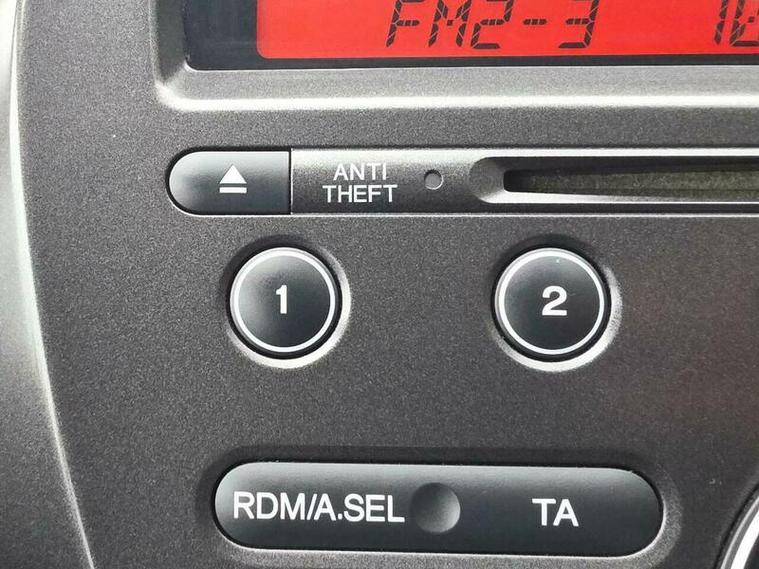 FM2-3
ANTI
THEFT
1
2
RDM/A.SEL
TA